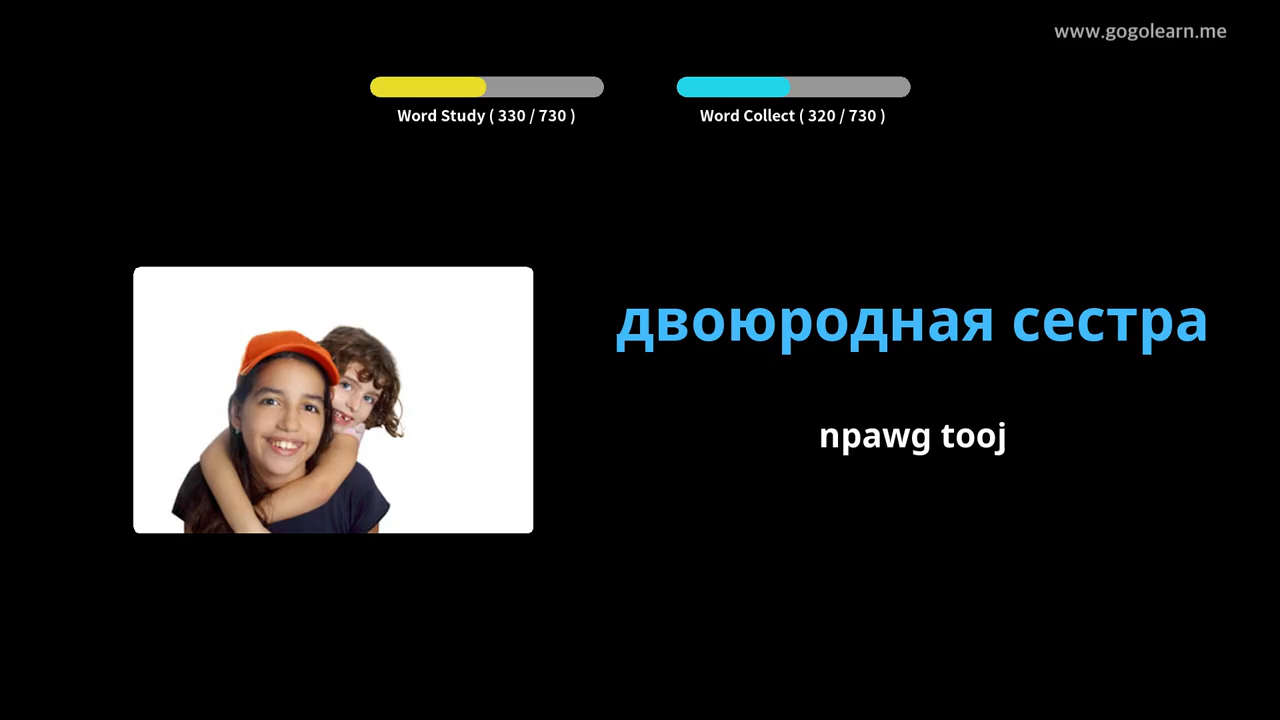 www.gogolearn.me
Word Study ( 330 / 730 )
Word Collect ( 320 / 730 )
двоюродная сестра
npawg tooj